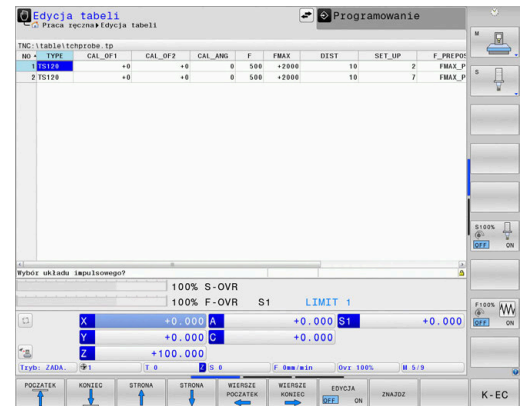 Edycja tabeli
Praca ręczna▸Edycja tabeli
Programowanie
TNC:\table\tchprobe.tp
NO TYPE CAL_OF1 CAL_OF2 CAL_ANG F FMAX DIST SET_UP F_PREPOS
1 TS120 +0 +0 0 500 +2000 10 2 FMAX_P
2 TS120 +0 +0 0 500 +2000 10 7 FMAX_P
M
S
S100%
OFF ON
Wybór układu impulsowego?
100% S-OVR
100% F-OVR S1 LIMIT 1
F100%
OFF ON
X +0.000 A +0.000 S1 +0.000
Y +0.000 C +0.000
Z +100.000
Tryb: ZADA. 1 T 0 Z S 0 F 0mm/min Ovr 100% M 5/9
POCZATEK KONIEC STRONA STRONA WIERSZE POCZATEK WIERSZE KONIEC EDYCJA OFF ON ZNAJDZ K-EC